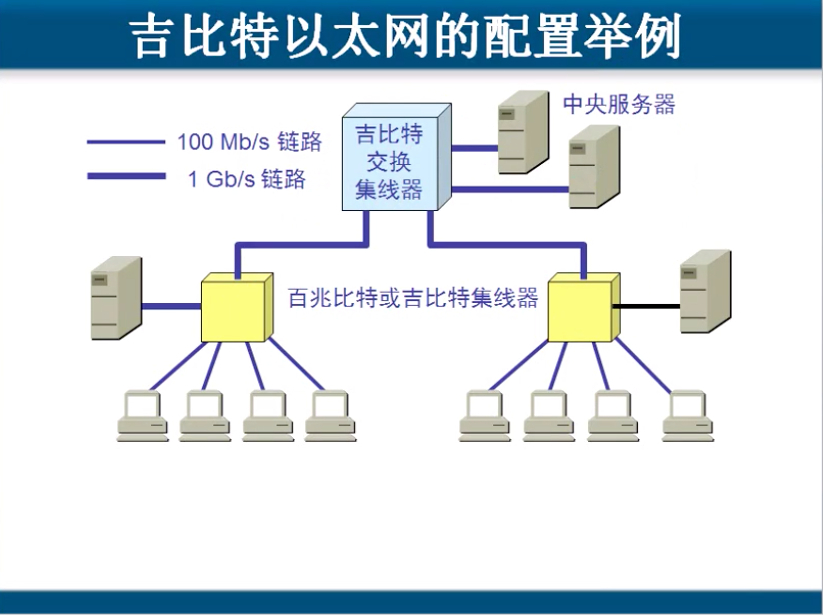 吉比特以太网的配置举例
中央服务器
100 Mb/s 链路
1 Gb/s 链路
吉比特
交换
集线器
百兆比特或吉比特集线器